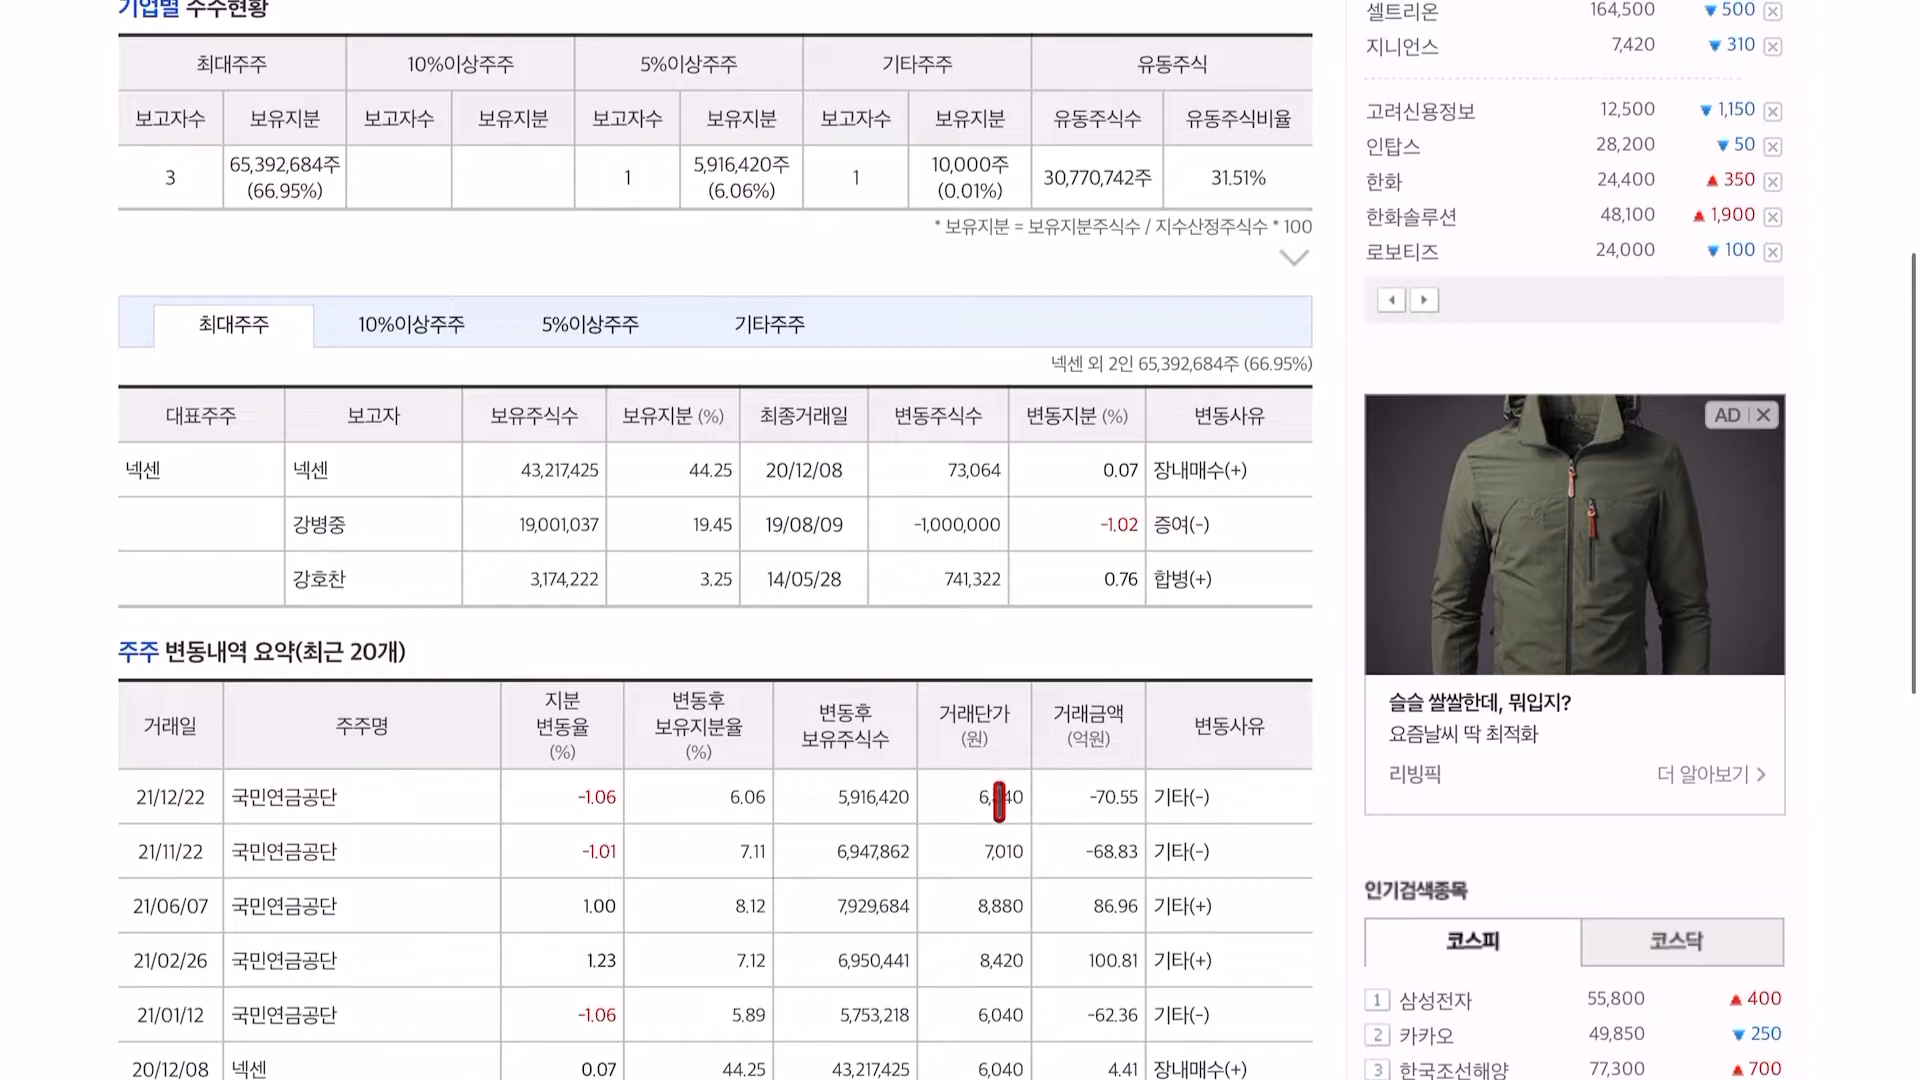 기업별 주주현황
최대주주 10%이상주주 5%이상주주 기타주주 유동주식
보고자수 보유지분 보고자수 보유지분 보고자수 보유지분 보고자수 보유지분 유동주식수 유동주식비율
3 65,392,684주 (66.95%) 1 5,916,420주 (6.06%) 1 10,000주 (0.01%) 30,770,742주 31.51%
* 보유지분 = 보유지분주식수 / 지수산정주식수 * 100
최대주주 10%이상주주 5%이상주주 기타주주
넥센 외 2인 65,392,684주 (66.95%)
대표주주 보고자 보유주식수 보유지분 (%) 최종거래일 변동주식수 변동지분 (%) 변동사유
넥센 넥센 43,217,425 44.25 20/12/08 73,064 0.07 장내매수(+)
강병중 19,001,037 19.45 19/08/09 -1,000,000 -1.02 증여(-)
강호찬 3,174,222 3.25 14/05/28 741,322 0.76 합병(+)
주주 변동내역 요약(최근 20개)
거래일 주주명 지분 변동율 (%) 변동후 보유지분율 (%) 변동후 보유주식수 거래단가 (원) 거래금액 (억원) 변동사유
21/12/22 국민연금공단 -1.06 6.06 5,916,420 -70.55 기타(-)
21/11/22 국민연금공단 -1.01 7.11 6,947,862 7,010 -68.83 기타(-)
21/06/07 국민연금공단 1.00 8.12 7,929,684 8,880 86.96 기타(+)
21/02/26 국민연금공단 1.23 7.12 6,950,441 8,420 100.81 기타(+)
21/01/12 국민연금공단 -1.06 5.89 5,753,218 6,040 -62.36 기타(-)
20/12/08 넥센 0.07 44.25 43,217,425 6,040 4.41 장내매수(+)
셀트리온 164,500 ▼ 500
지니언스 7,420 ▼ 310
고려신용정보 12,500 ▼ 1,150
인탑스 28,200 ▼ 50
한화 24,400 ▲ 350
한화솔루션 48,100 ▲ 1,900
로보티즈 24,000 ▼ 100
AD
슬슬 쌀쌀한데, 뭐입지?
요즘날씨 딱 최적화
리빙픽 더 알아보기
인기검색종목
코스피 코스닥
1 삼성전자 55,800 ▲ 400
2 카카오 49,850 ▼ 250
3 한국조선해양 77,300 ▲ 700